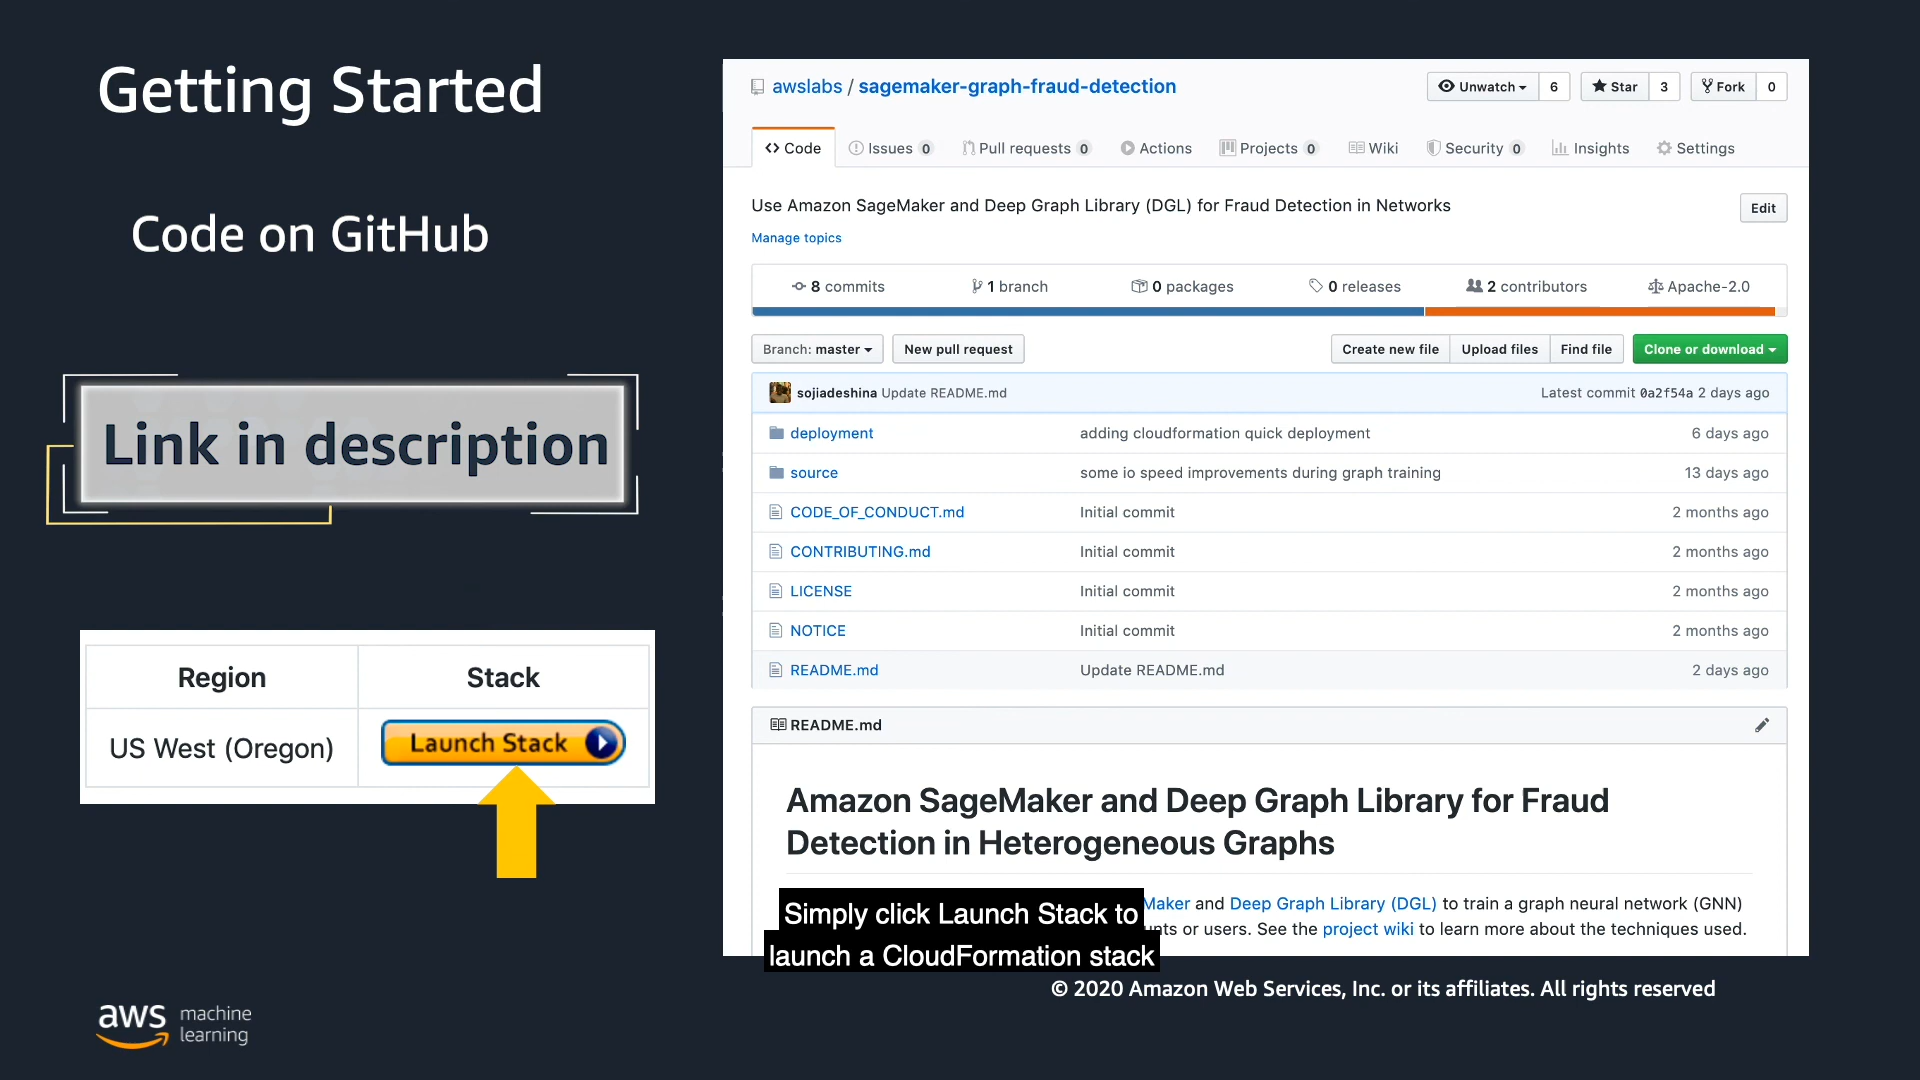 Getting Started
Code on GitHub
Link in description
Region Stack
US West (Oregon) Launch Stack
aws machine learning
awslabs / sagemaker-graph-fraud-detection
Unwatch 6 Star 3 Fork 0
Code Issues 0 Pull requests 0 Actions Projects 0 Wiki Security 0 Insights Settings
Use Amazon SageMaker and Deep Graph Library (DGL) for Fraud Detection in Networks
Edit
Manage topics
8 commits 1 branch 0 packages 0 releases 2 contributors Apache-2.0
Branch: master New pull request Create new file Upload files Find file Clone or download
sojiadeshina Update README.md Latest commit 0a2f54a 2 days ago
deployment adding cloudformation quick deployment 6 days ago
source some io speed improvements during graph training 13 days ago
CODE_OF_CONDUCT.md Initial commit 2 months ago
CONTRIBUTING.md Initial commit 2 months ago
LICENSE Initial commit 2 months ago
NOTICE Initial commit 2 months ago
README.md Update README.md 2 days ago
README.md
Amazon SageMaker and Deep Graph Library for Fraud
Detection in Heterogeneous Graphs
Maker and Deep Graph Library (DGL) to train a graph neural network (GNN)
or users. See the project wiki to learn more about the techniques used.
Simply click Launch Stack to
launch a CloudFormation stack
© 2020 Amazon Web Services, Inc. or its affiliates. All rights reserved